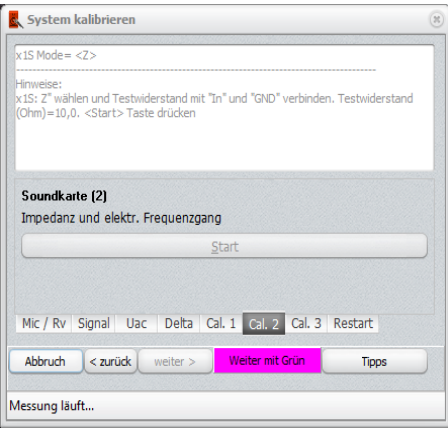 System kalibrieren
x1S Mode= <Z>
--------------------------------------------------------------------------------
Hinweise:
x1S: Z" wählen und Testwiderstand mit "In" und "GND" verbinden. Testwiderstand
(Ohm)=10,0. <Start> Taste drücken
Soundkarte (2)
Impedanz und elektr. Frequenzgang
Start
Mic / Rv Signal Uac Delta Cal. 1 Cal. 2 Cal. 3 Restart
Abbruch < zurück weiter > Weiter mit Grün Tipps
Messung läuft...